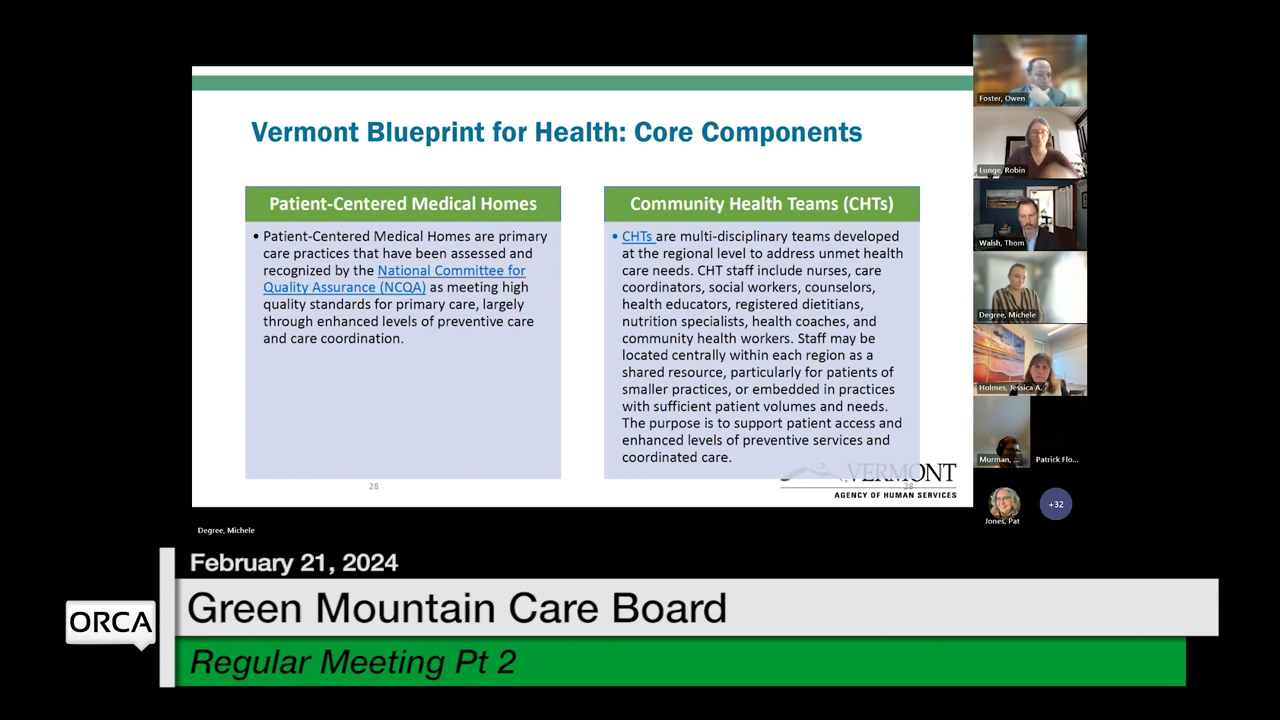 Vermont Blueprint for Health: Core Components
Patient-Centered Medical Homes
• Patient-Centered Medical Homes are primary
care practices that have been assessed and
recognized by the National Committee for
Quality Assurance (NCQA) as meeting high
quality standards for primary care, largely
through enhanced levels of preventive care
and care coordination.
Community Health Teams (CHTs)
• CHTs are multi-disciplinary teams developed
at the regional level to address unmet health
care needs. CHT staff include nurses, care
coordinators, social workers, counselors,
health educators, registered dietitians,
nutrition specialists, health coaches, and
community health workers. Staff may be
located centrally within each region as a
shared resource, particularly for patients of
smaller practices, or embedded in practices
with sufficient patient volumes and needs.
The purpose is to support patient access and
enhanced levels of preventive services and
coordinated care.
28
28
VERMONT
AGENCY OF HUMAN SERVICES
Foster, Owen
Lunge, Robin
Walsh, Thom
Degree, Michele
Holmes, Jessica A.
Murman, ...
Patrick Flo...
Jones, Pat
+32
Degree, Michele
February 21, 2024
ORCA
Green Mountain Care Board
Regular Meeting Pt 2